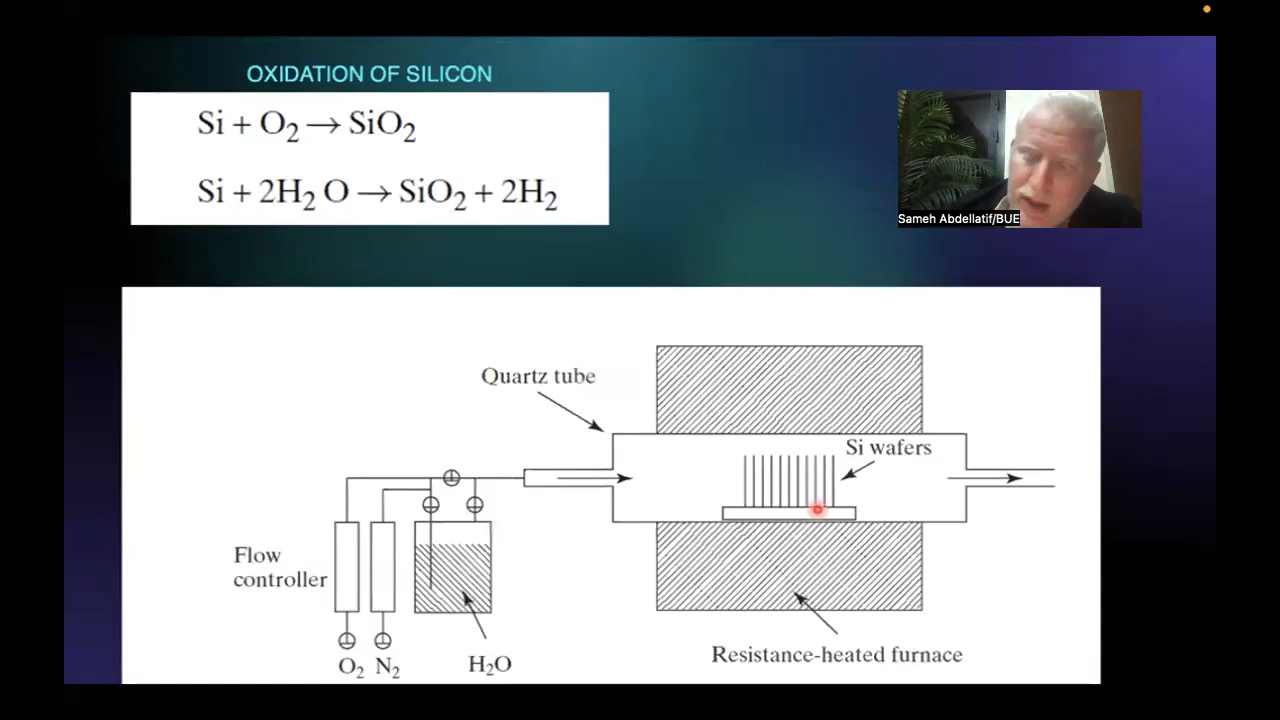 OXIDATION OF SILICON
Si + O₂ → SiO₂
Si + 2H₂ O → SiO₂ + 2H₂
Sameh Abdellatif/BUE
Quartz tube
Si wafers
Flow
controller
O₂ N₂
H₂O
Resistance-heated furnace